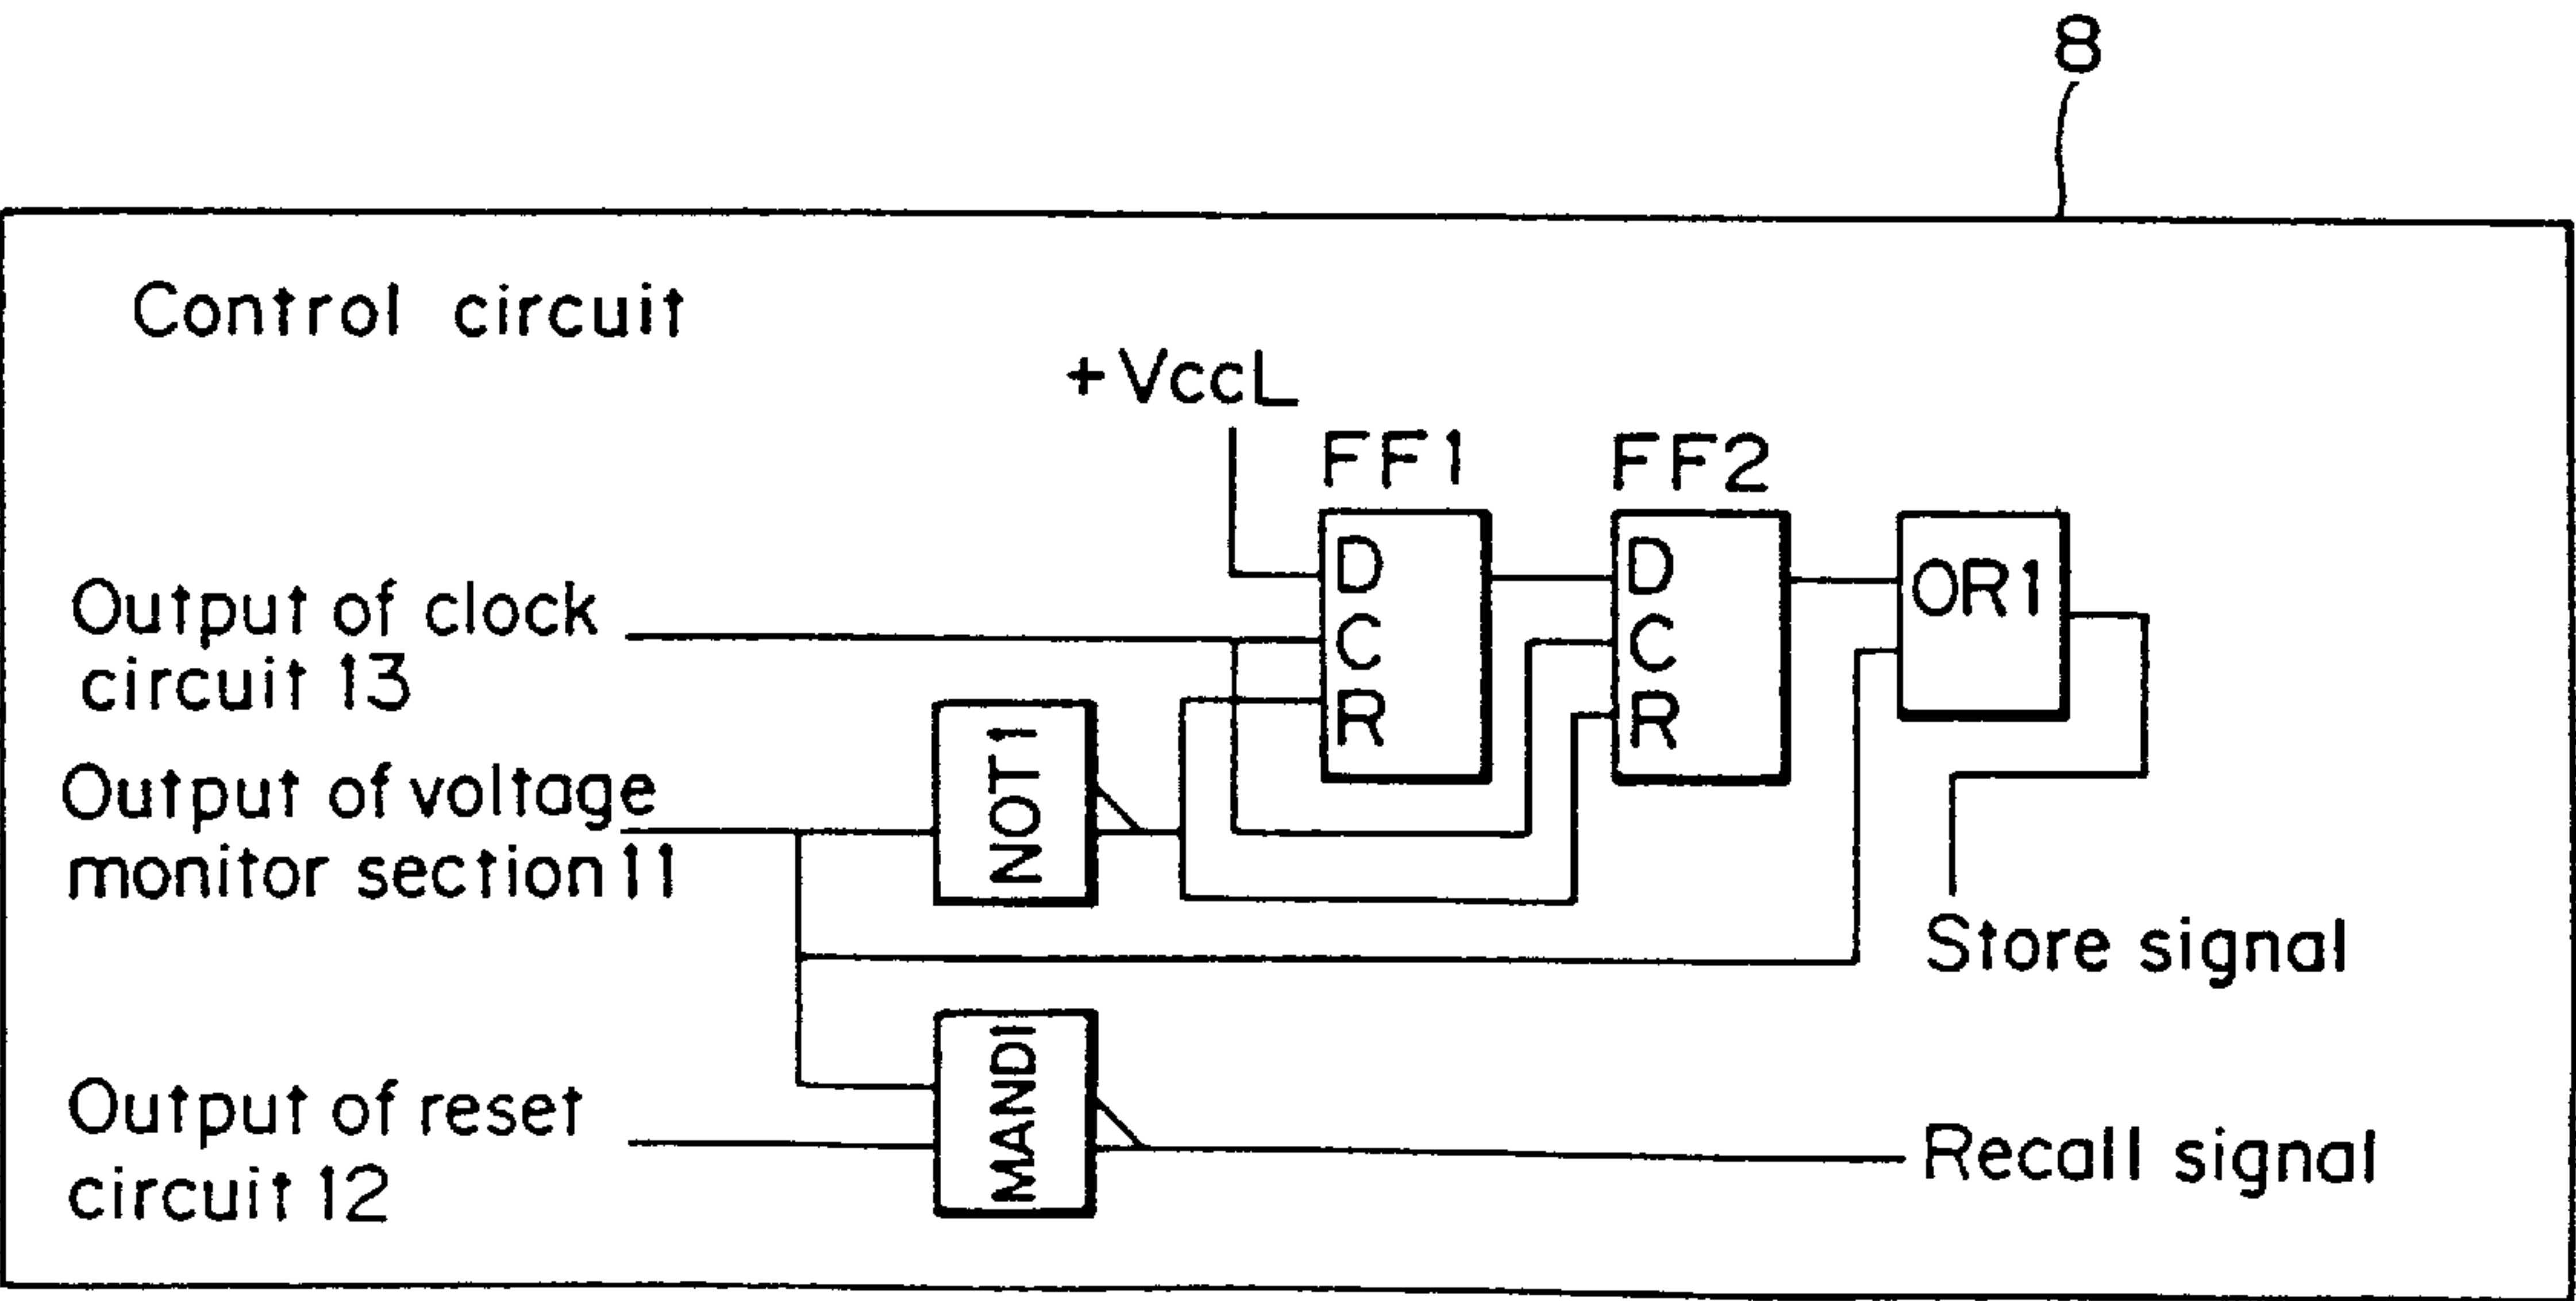 8
Control circuit
+VccL
FF1
FF2
D
C
R
D
C
R
OR1
Output of clock
circuit 13
NOT1
Output of voltage
monitor section 11
Store signal
MAND1
Output of reset
circuit 12
Recall signal